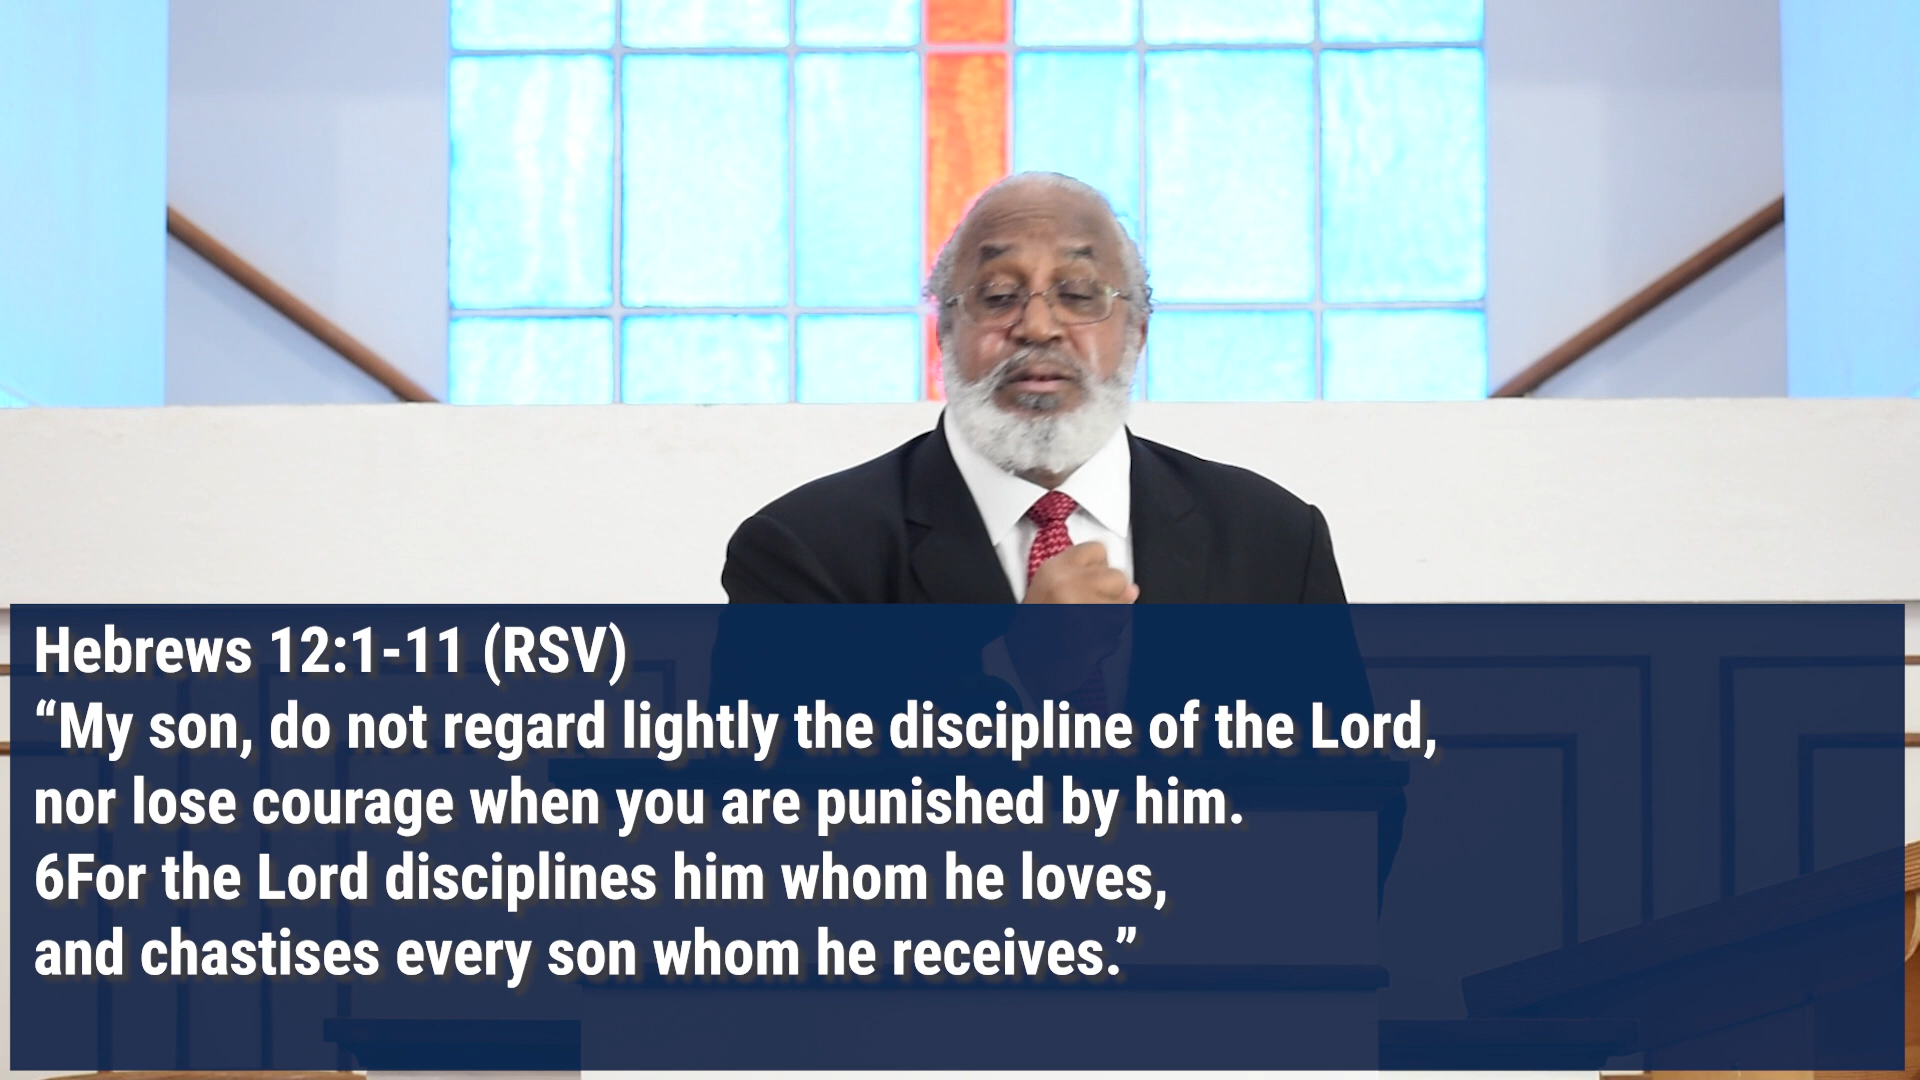 Hebrews 12:1-11 (RSV)
“My son, do not regard lightly the discipline of the Lord,
nor lose courage when you are punished by him.
6For the Lord disciplines him whom he loves,
and chastises every son whom he receives.”